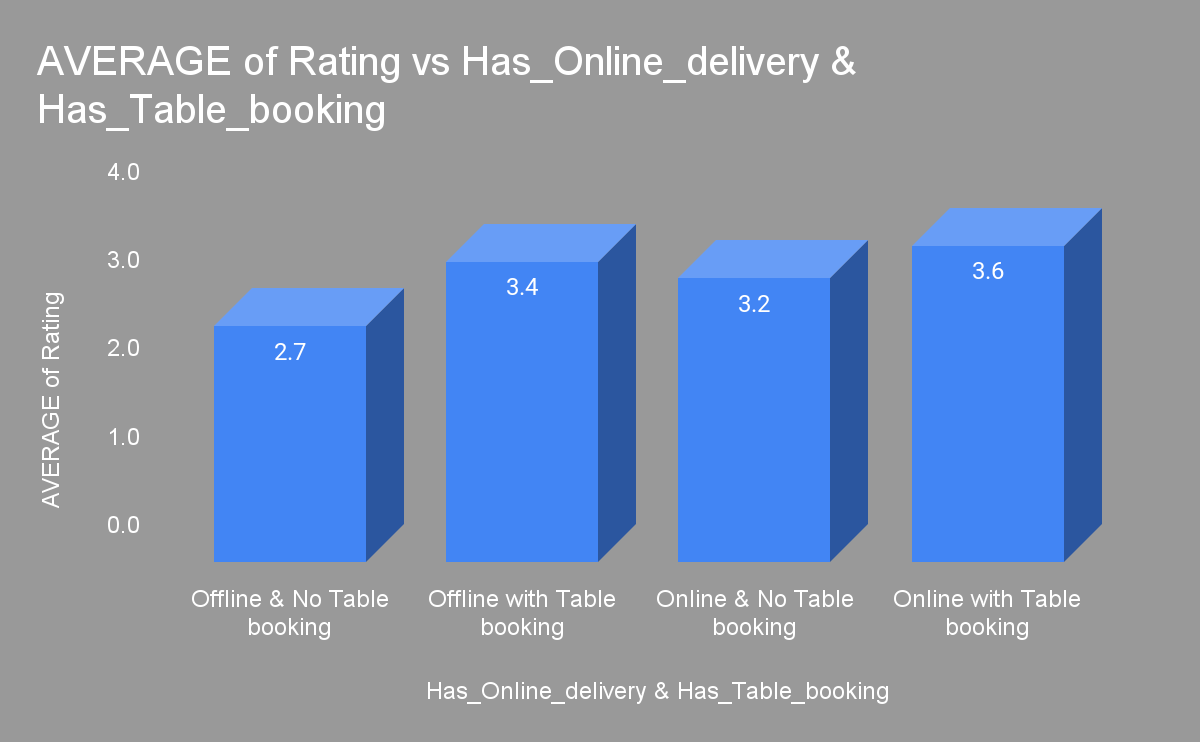 AVERAGE of Rating vs Has_Online_delivery &
Has_Table_booking
4.0
3.0
2.0
1.0
0.0
AVERAGE of Rating
2.7
3.4
3.2
3.6
Offline & No Table
booking
Offline with Table
booking
Online & No Table
booking
Online with Table
booking
Has_Online_delivery & Has_Table_booking